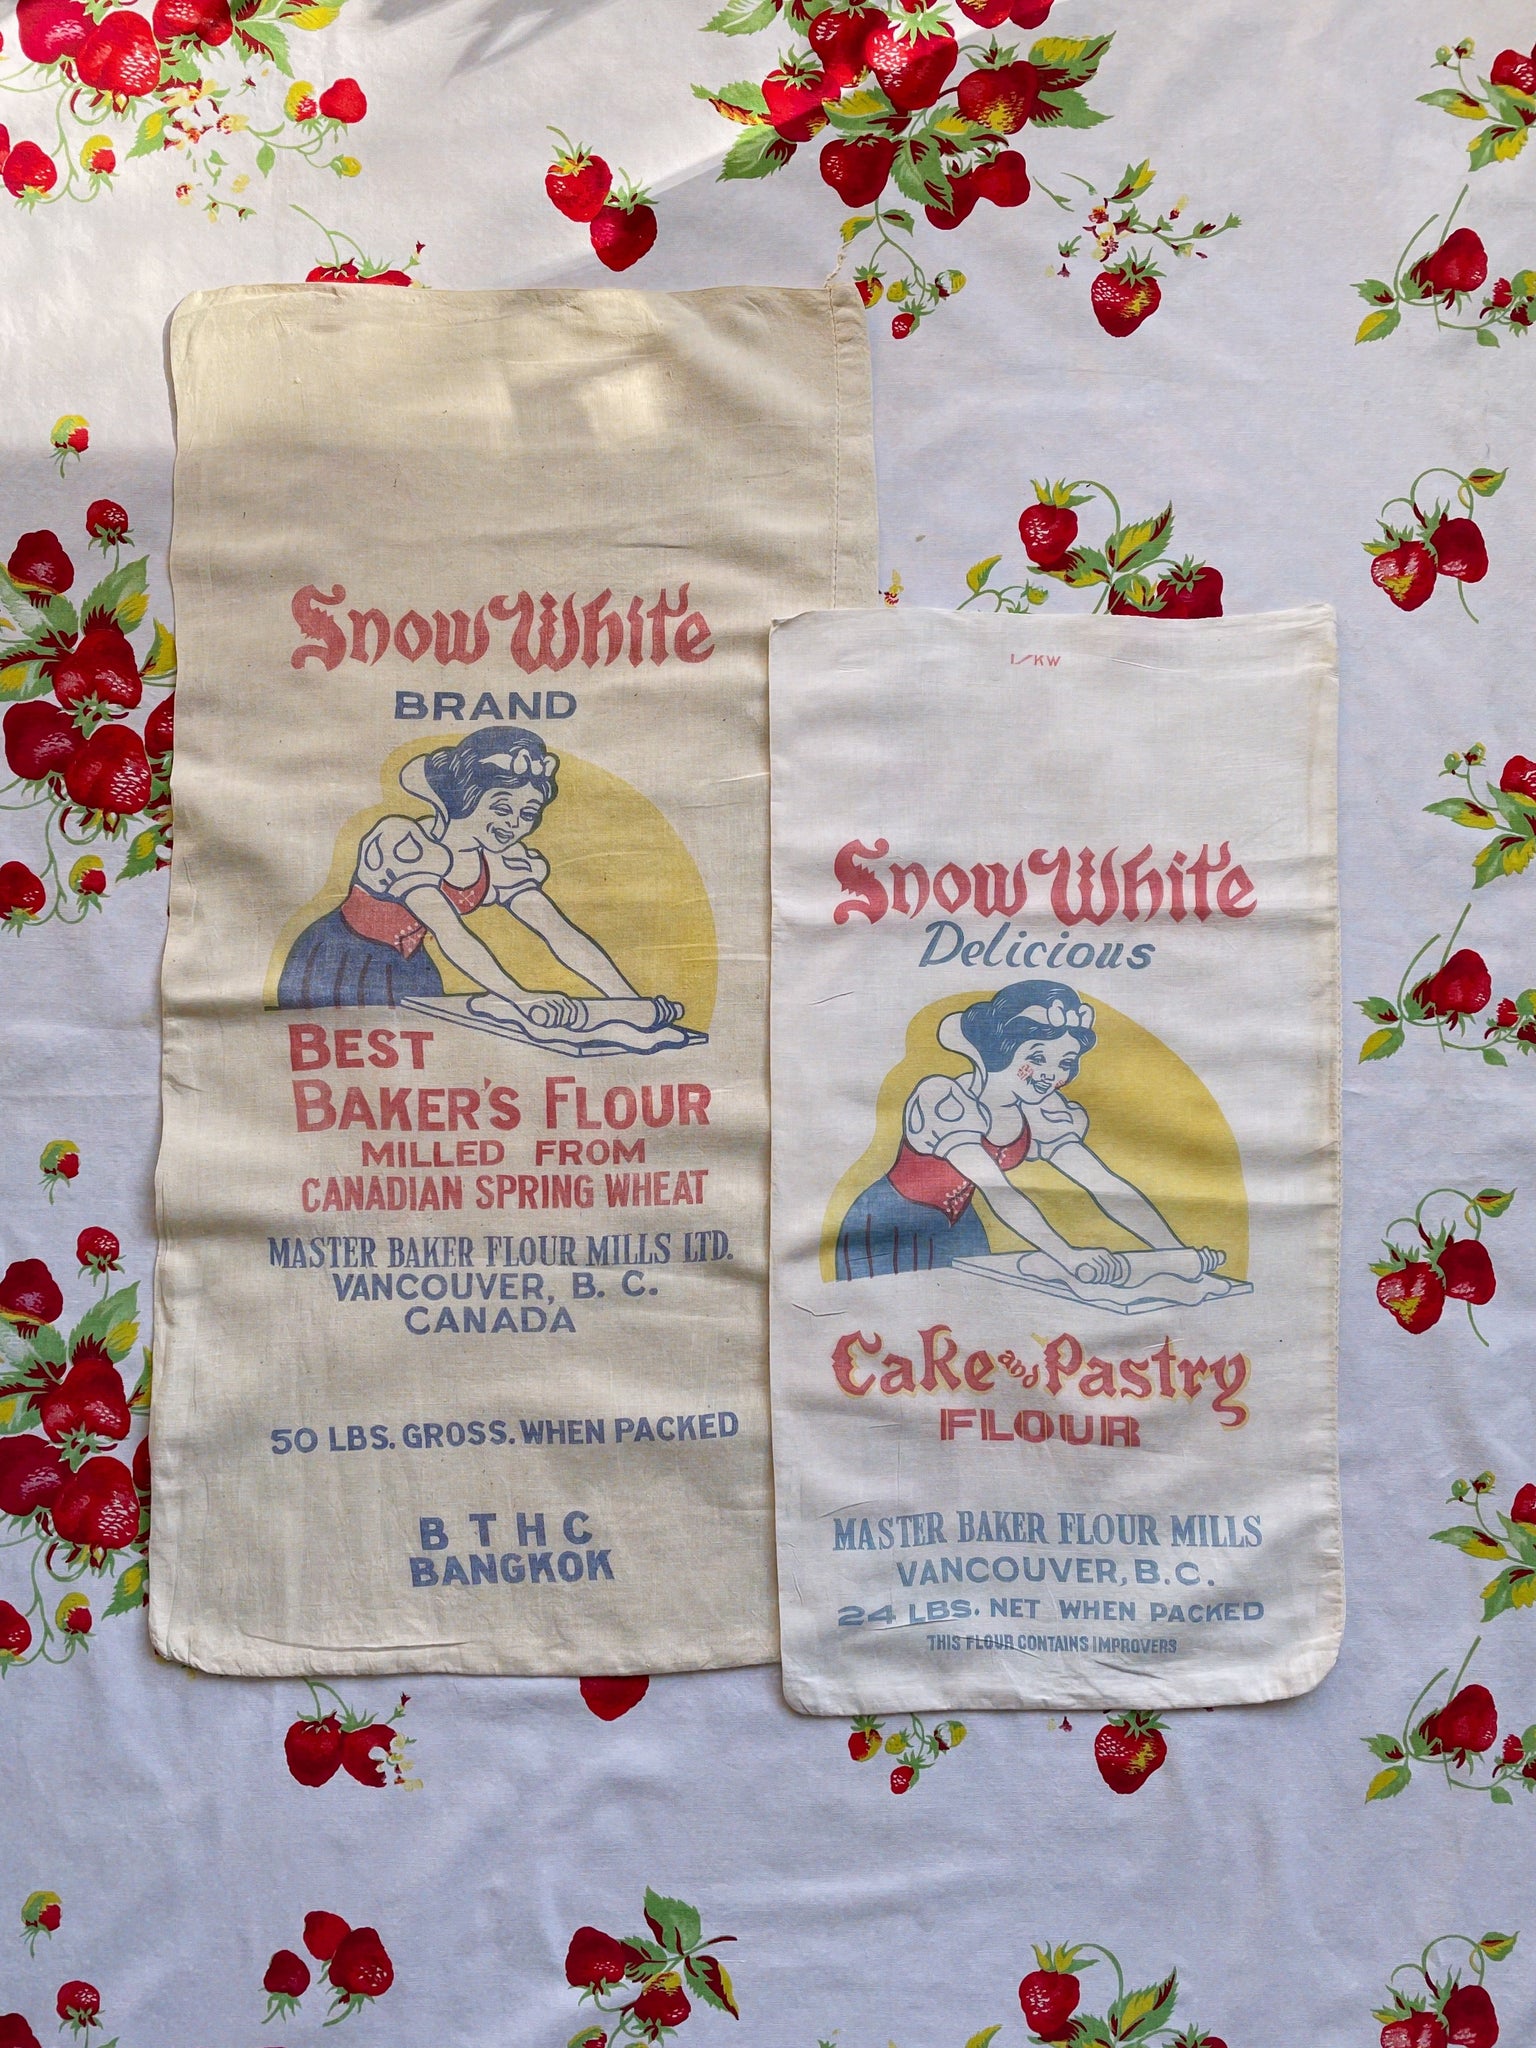 Snow White
BRAND
BEST
BAKER'S FLOUR
MILLED FROM
CANADIAN SPRING WHEAT
MASTER BAKER FLOUR MILLS LTD.
VANCOUVER, B. C.
CANADA
50 LBS. GROSS. WHEN PACKED
B T H C
BANGKOK
1/KW
Snow White
Delicious
Cake and Pastry
FLOUR
MASTER BAKER FLOUR MILLS
VANCOUVER, B. C.
24 LBS. NET WHEN PACKED
THIS FLOUR CONTAINS IMPROVERS